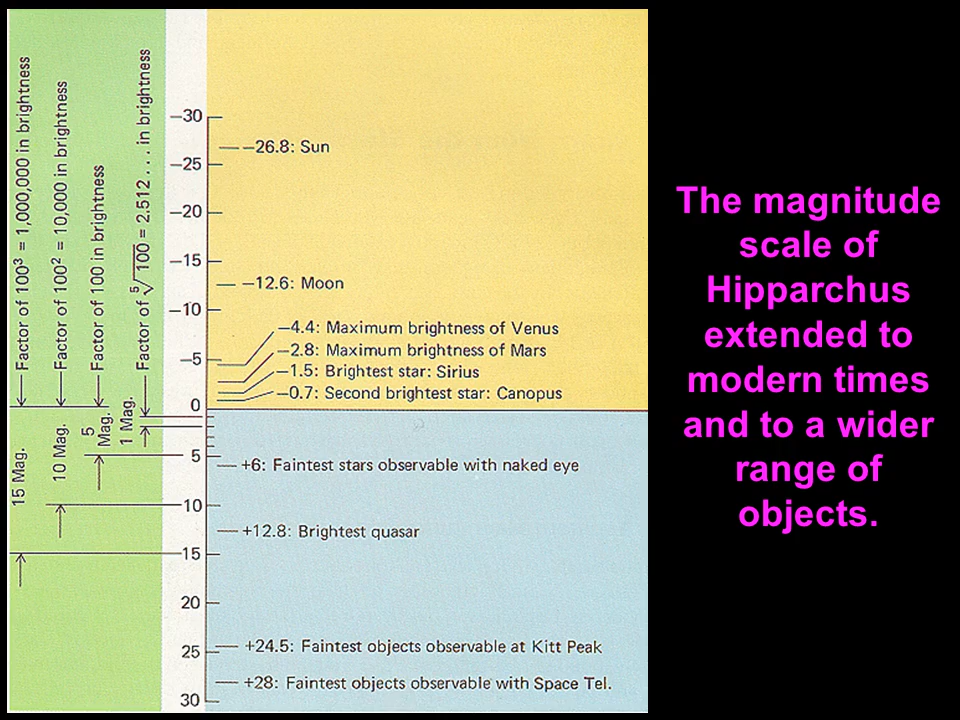 Factor of 100³ = 1,000,000 in brightness
Factor of 100² = 10,000 in brightness
Factor of 100 in brightness
Factor of ⁵√100 = 2.512 . . . in brightness
15 Mag.
10 Mag.
5
Mag.
1 Mag.
–30
–25
–20
–15
–10
–5
0
5
10
15
20
25
30
–26.8: Sun
–12.6: Moon
–4.4: Maximum brightness of Venus
–2.8: Maximum brightness of Mars
–1.5: Brightest star: Sirius
–0.7: Second brightest star: Canopus
+6: Faintest stars observable with naked eye
+12.8: Brightest quasar
+24.5: Faintest objects observable at Kitt Peak
+28: Faintest objects observable with Space Tel.
The magnitude
scale of
Hipparchus
extended to
modern times
and to a wider
range of
objects.